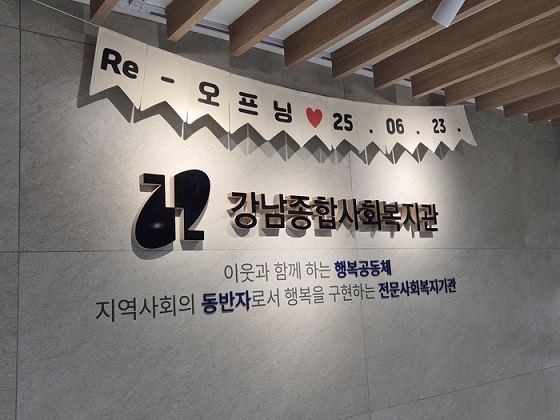 Re - 오프닝 ♥ 25 . 06 . 23 .
강남종합사회복지관
이웃과 함께 하는 행복공동체
지역사회의 동반자로서 행복을 구현하는 전문사회복지기관